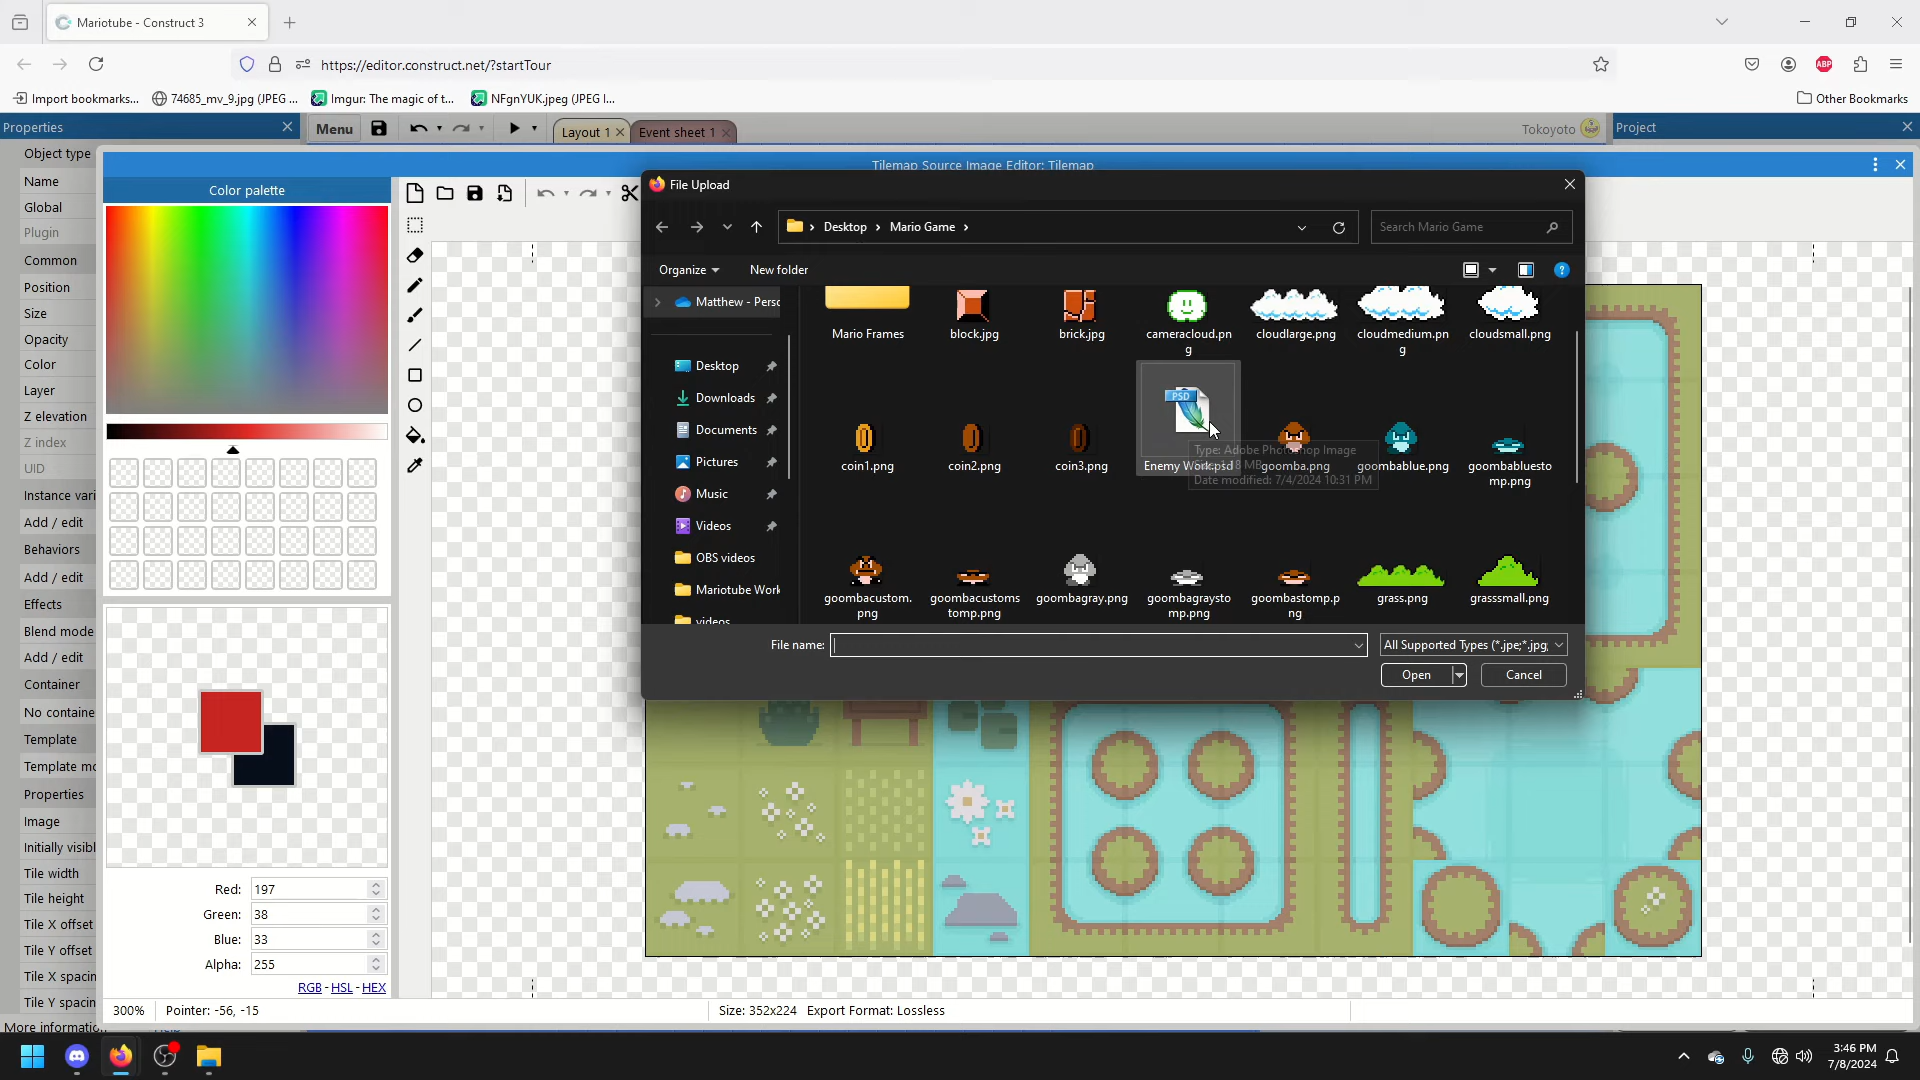 Mariotube - Construct 3
https://editor.construct.net/?startTour
Import bookmarks...
74685_mv_9.jpg (JPEG ...
Imgur: The magic of t...
NFgnYUK.jpeg (JPEG I...
Other Bookmarks
Properties
Menu
Layout 1
Event sheet 1
Tokoyoto
Project
Tilemap Source Image Editor: Tilemap
Object type
Name
Global
Plugin
Common
Position
Size
Opacity
Color
Layer
Z elevation
Z index
UID
Instance vari
Add / edit
Behaviors
Add / edit
Effects
Blend mode
Add / edit
Container
No containe
Template
Template mo
Properties
Image
Initially visibl
Tile width
Tile height
Tile X offset
Tile Y offset
Tile X spacin
Tile Y spacin
More informatio
Color palette
Red: 197
Green: 38
Blue: 33
Alpha: 255
RGB - HSL - HEX
File Upload
Desktop
Mario Game
Search Mario Game
Organize
New folder
Matthew - Perso
Desktop
Downloads
Documents
Pictures
Music
Videos
OBS videos
Mariotube Work
videos
Mario Frames
block.jpg
brick.jpg
cameracloud.pn
g
cloudlarge.png
cloudmedium.pn
g
cloudsmall.png
coin1.png
coin2.png
coin3.png
PSD
Enemy Work.psd
goomba.png
goombablue.png
goombabluesto
mp.png
Type: Adobe Photoshop Image
Date modified: 7/4/2024 10:31 PM
goombacustom.
png
goombacustoms
tomp.png
goombagray.png
goombagraysto
mp.png
goombastomp.p
ng
grass.png
grasssmall.png
File name:
All Supported Types (*.jpe;*.jpg,
Open
Cancel
300%
Pointer: -56, -15
Size: 352x224
Export Format: Lossless
ABP
3:46 PM
7/8/2024